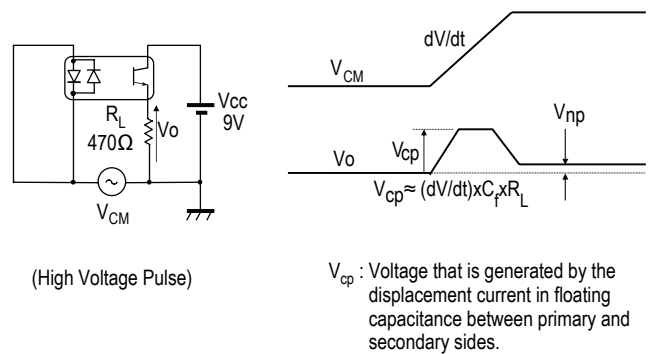 Vcc
9V
R_L
470Ω
Vo
~
V_CM
(High Voltage Pulse)
dV/dt
V_CM
V_np
V_cp
Vo
V_cp≈ (dV/dt)xC_fxR_L
V_cp : Voltage that is generated by the
displacement current in floating
capacitance between primary and
secondary sides.